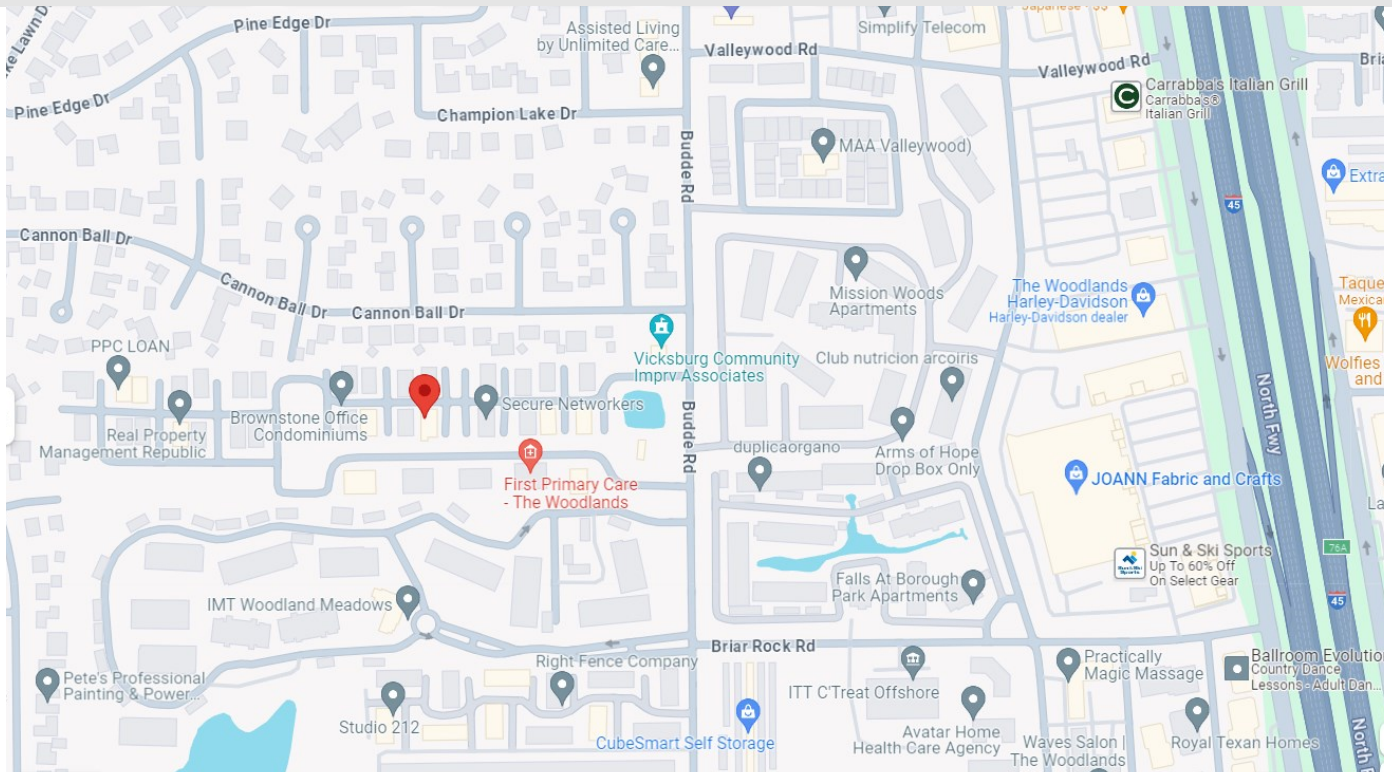 Pine Edge Dr
Assisted Living
by Unlimited Care...
Simplify Telecom
Valleywood Rd
Valleywood Rd
Pine Edge Dr
Champion Lake Dr
Carrabba's Italian Grill
Carrabba's®
Italian Grill
Budde Rd
MAA Valleywood)
Extra
45
Cannon Ball Dr
Cannon Ball Dr
Cannon Ball Dr
Mission Woods
Apartments
The Woodlands
Harley-Davidson
Harley-Davidson dealer
Taque
Mexica
PPC LOAN
Vicksburg Community
Imprv Associates
Club nutricion arcoiris
Wolfies
and
Brownstone Office
Condominiums
Secure Networkers
Real Property
Management Republic
Budde Rd
North Fwy
duplicaorgano
Arms of Hope
Drop Box Only
First Primary Care
- The Woodlands
JOANN Fabric and Crafts
La
Sun & Ski Sports
Up To 60% Off
On Select Gear
76A
45
IMT Woodland Meadows
Falls At Borough
Park Apartments
Briar Rock Rd
Right Fence Company
Pete's Professional
Painting & Power...
ITT C'Treat Offshore
Practically
Magic Massage
Ballroom Evolution
Country Dance
Lessons - Adult Dan...
Studio 212
CubeSmart Self Storage
Avatar Home
Health Care Agency
Waves Salon |
The Woodlands
Royal Texan Homes
North F